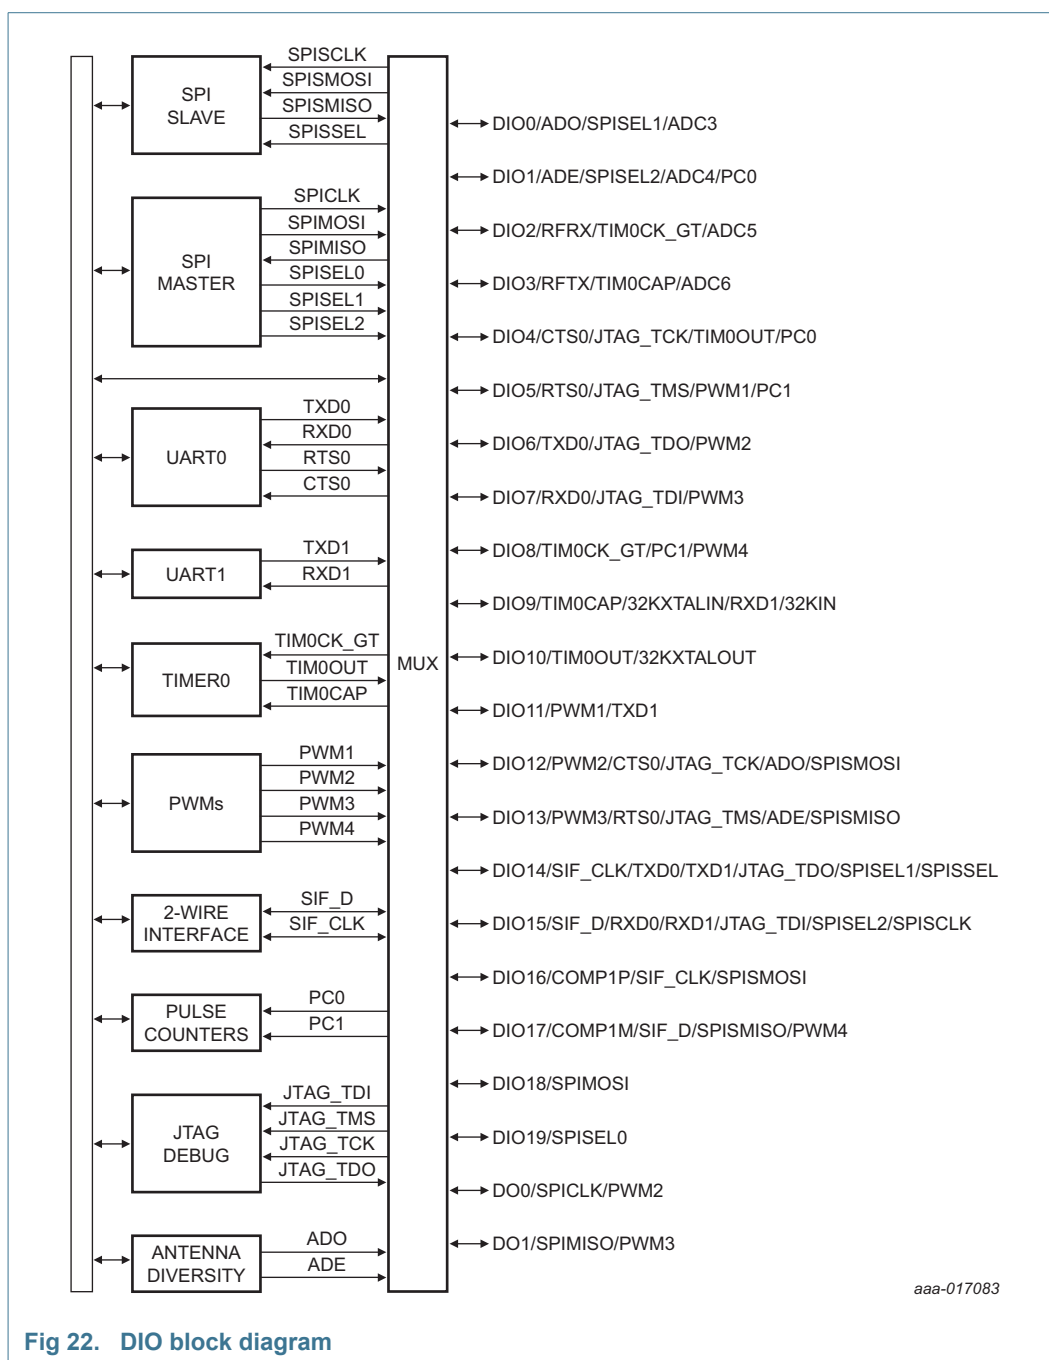 SPISCLK
SPISMOSI
SPISMISO
SPISSEL
SPI
SLAVE
SPICLK
SPIMOSI
SPIMISO
SPISEL0
SPISEL1
SPISEL2
SPI
MASTER
TXD0
RXD0
RTS0
CTS0
UART0
TXD1
RXD1
UART1
TIM0CK_GT
TIM0OUT
TIM0CAP
TIMER0
PWM1
PWM2
PWM3
PWM4
PWMs
SIF_D
SIF_CLK
2-WIRE
INTERFACE
PC0
PC1
PULSE
COUNTERS
JTAG_TDI
JTAG_TMS
JTAG_TCK
JTAG_TDO
JTAG
DEBUG
ADO
ADE
ANTENNA
DIVERSITY
MUX
DIO0/ADO/SPISEL1/ADC3
DIO1/ADE/SPISEL2/ADC4/PC0
DIO2/RFRX/TIM0CK_GT/ADC5
DIO3/RFTX/TIM0CAP/ADC6
DIO4/CTS0/JTAG_TCK/TIM0OUT/PC0
DIO5/RTS0/JTAG_TMS/PWM1/PC1
DIO6/TXD0/JTAG_TDO/PWM2
DIO7/RXD0/JTAG_TDI/PWM3
DIO8/TIM0CK_GT/PC1/PWM4
DIO9/TIM0CAP/32KXTALIN/RXD1/32KIN
DIO10/TIM0OUT/32KXTALOUT
DIO11/PWM1/TXD1
DIO12/PWM2/CTS0/JTAG_TCK/ADO/SPISMOSI
DIO13/PWM3/RTS0/JTAG_TMS/ADE/SPISMISO
DIO14/SIF_CLK/TXD0/TXD1/JTAG_TDO/SPISEL1/SPISSEL
DIO15/SIF_D/RXD0/RXD1/JTAG_TDI/SPISEL2/SPISCLK
DIO16/COMP1P/SIF_CLK/SPISMOSI
DIO17/COMP1M/SIF_D/SPISMISO/PWM4
DIO18/SPIMOSI
DIO19/SPISEL0
DO0/SPICLK/PWM2
DO1/SPIMISO/PWM3
aaa-017083
Fig 22. DIO block diagram